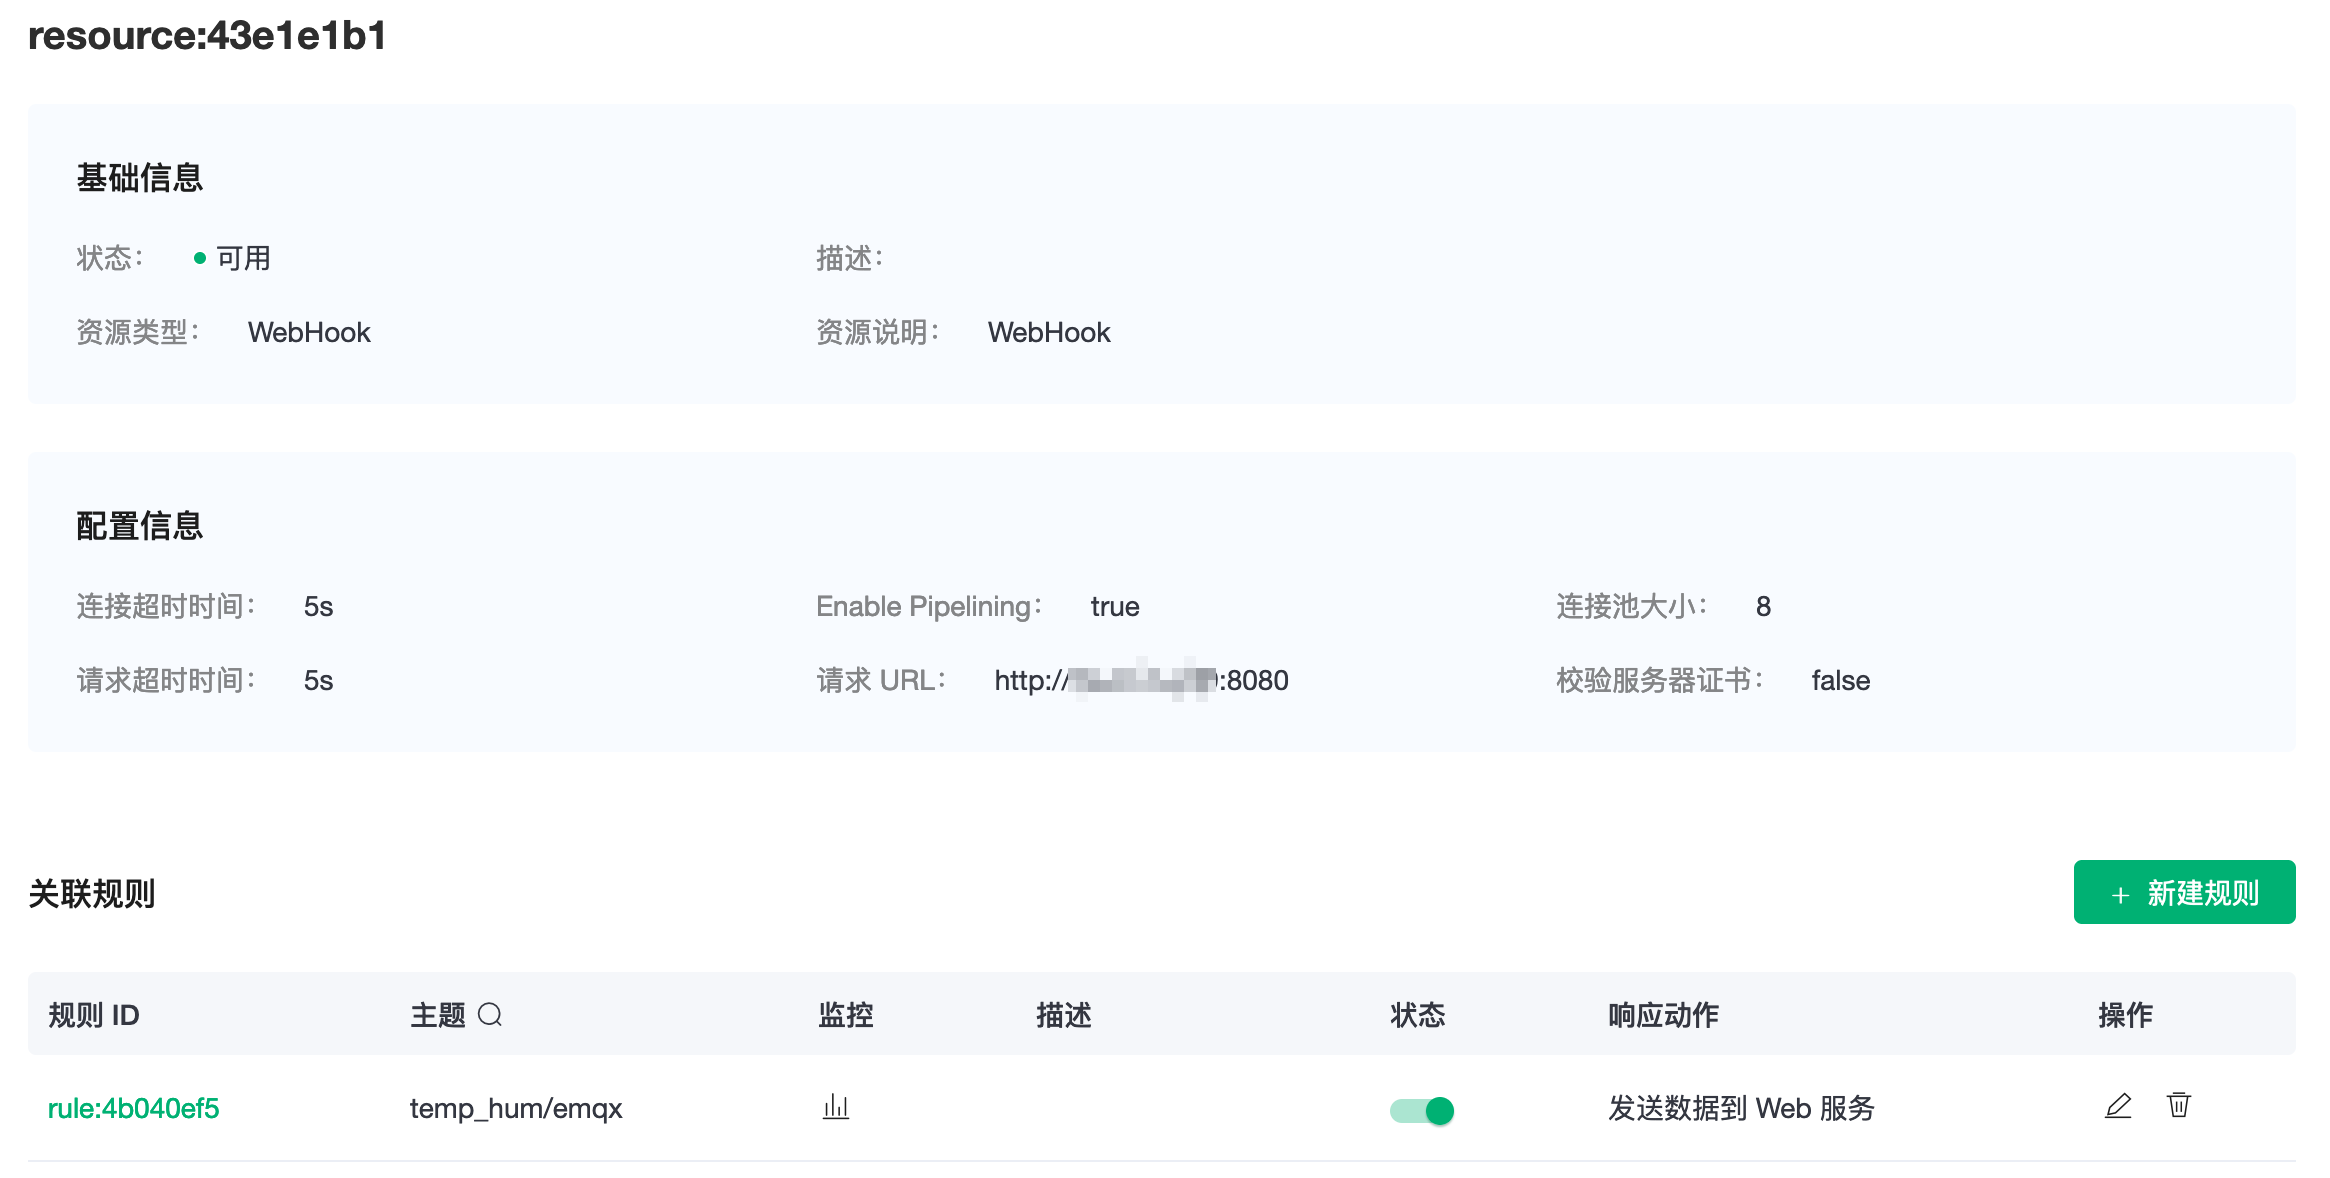 resource:43e1e1b1
基础信息
状态： 可用 描述：
资源类型： WebHook 资源说明： WebHook
配置信息
连接超时时间： 5s Enable Pipelining： true 连接池大小： 8
请求超时时间： 5s 请求 URL： http:// :8080 校验服务器证书： false
关联规则 + 新建规则
规则 ID 主题 监控 描述 状态 响应动作 操作
rule:4b040ef5 temp_hum/emqx 发送数据到 Web 服务